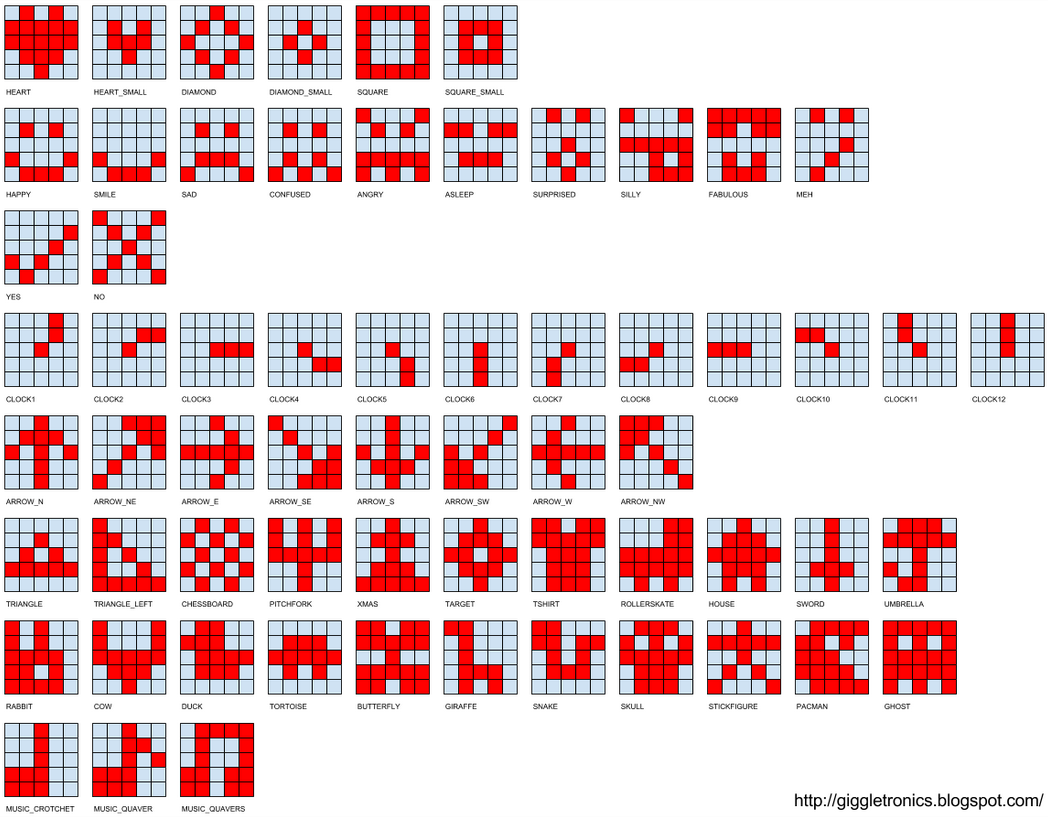 HEART HEART_SMALL DIAMOND DIAMOND_SMALL SQUARE SQUARE_SMALL
HAPPY SMILE SAD CONFUSED ANGRY ASLEEP SURPRISED SILLY FABULOUS MEH
YES NO
CLOCK1 CLOCK2 CLOCK3 CLOCK4 CLOCK5 CLOCK6 CLOCK7 CLOCK8 CLOCK9 CLOCK10 CLOCK11 CLOCK12
ARROW_N ARROW_NE ARROW_E ARROW_SE ARROW_S ARROW_SW ARROW_W ARROW_NW
TRIANGLE TRIANGLE_LEFT CHESSBOARD PITCHFORK XMAS TARGET TSHIRT ROLLERSKATE HOUSE SWORD UMBRELLA
RABBIT COW DUCK TORTOISE BUTTERFLY GIRAFFE SNAKE SKULL STICKFIGURE PACMAN GHOST
MUSIC_CROTCHET MUSIC_QUAVER MUSIC_QUAVERS
http://giggletronics.blogspot.com/